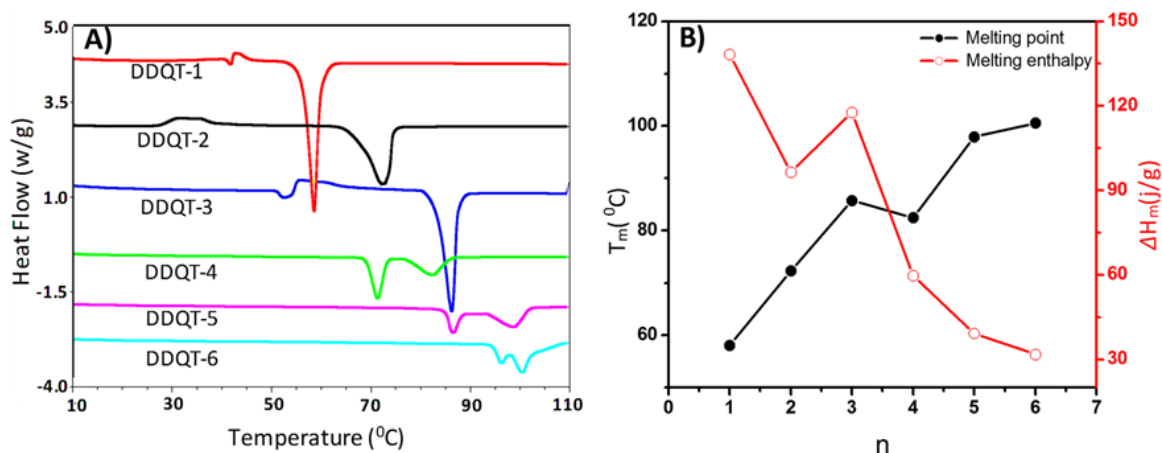 A)
5.0
3.5
1.0
-1.5
-4.0
Heat Flow (w/g)
DDQT-1
DDQT-2
DDQT-3
DDQT-4
DDQT-5
DDQT-6
10 30 50 70 90 110
Temperature (⁰C)
B)
Melting point
Melting enthalpy
120
100
80
60
Tₘ( ⁰C)
150
120
90
60
30
ΔHₘ(j/g)
0 1 2 3 4 5 6 7
n